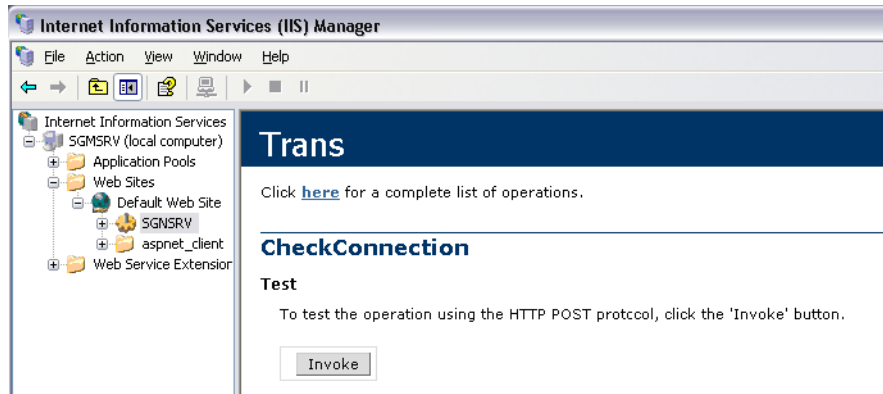 Internet Information Services (IIS) Manager
File Action View Window Help
Internet Information Services
SGMSRV (local computer)
Application Pools
Web Sites
Default Web Site
SGNSRV
aspnet_client
Web Service Extension
Trans
Click here for a complete list of operations.
CheckConnection
Test
To test the operation using the HTTP POST protccol, click the 'Invoke' button.
Invoke